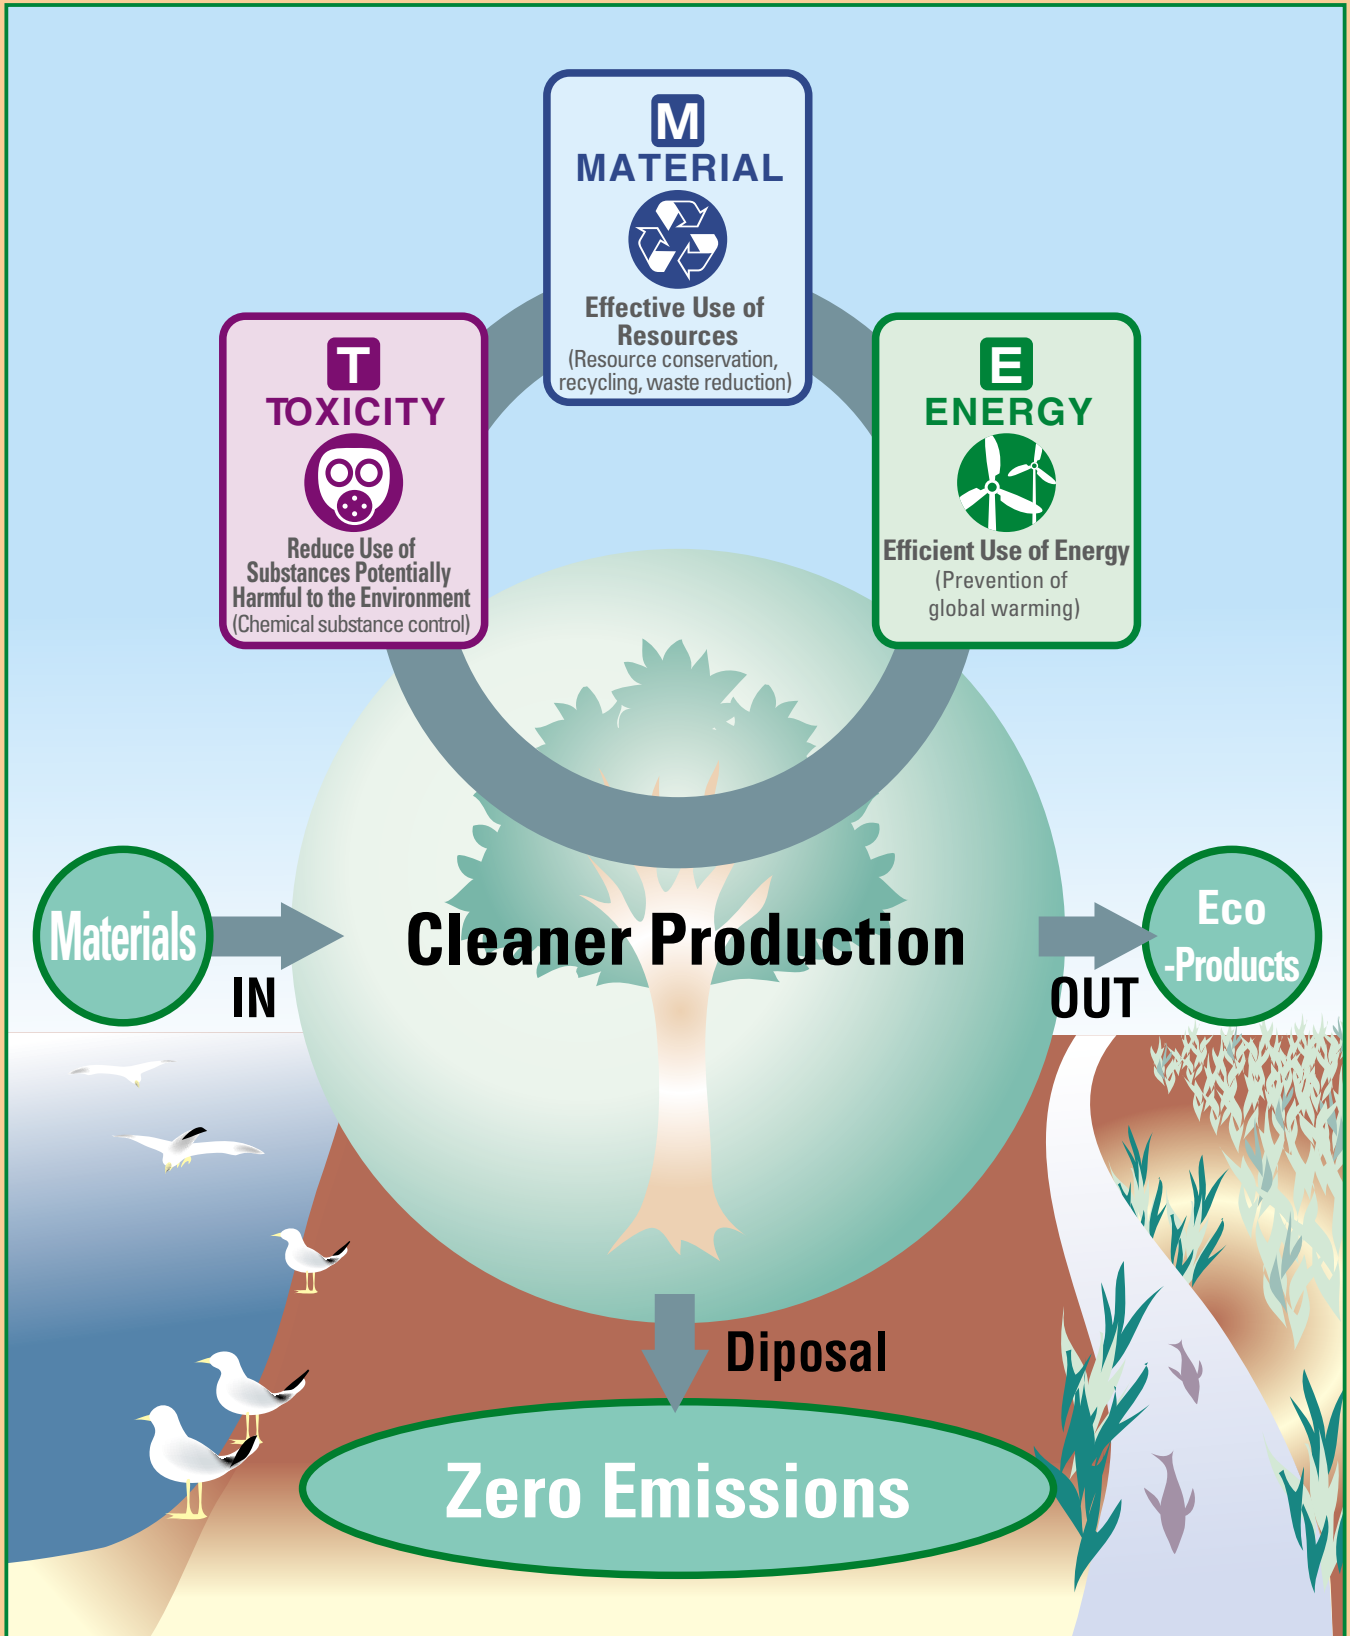 M
MATERIAL
Effective Use of
Resources
(Resource conservation,
recycling, waste reduction)
T
TOXICITY
Reduce Use of
Substances Potentially
Harmful to the Environment
(Chemical substance control)
E
ENERGY
Efficient Use of Energy
(Prevention of
global warming)
Materials
IN
Cleaner Production
OUT
Eco
-Products
Diposal
Zero Emissions